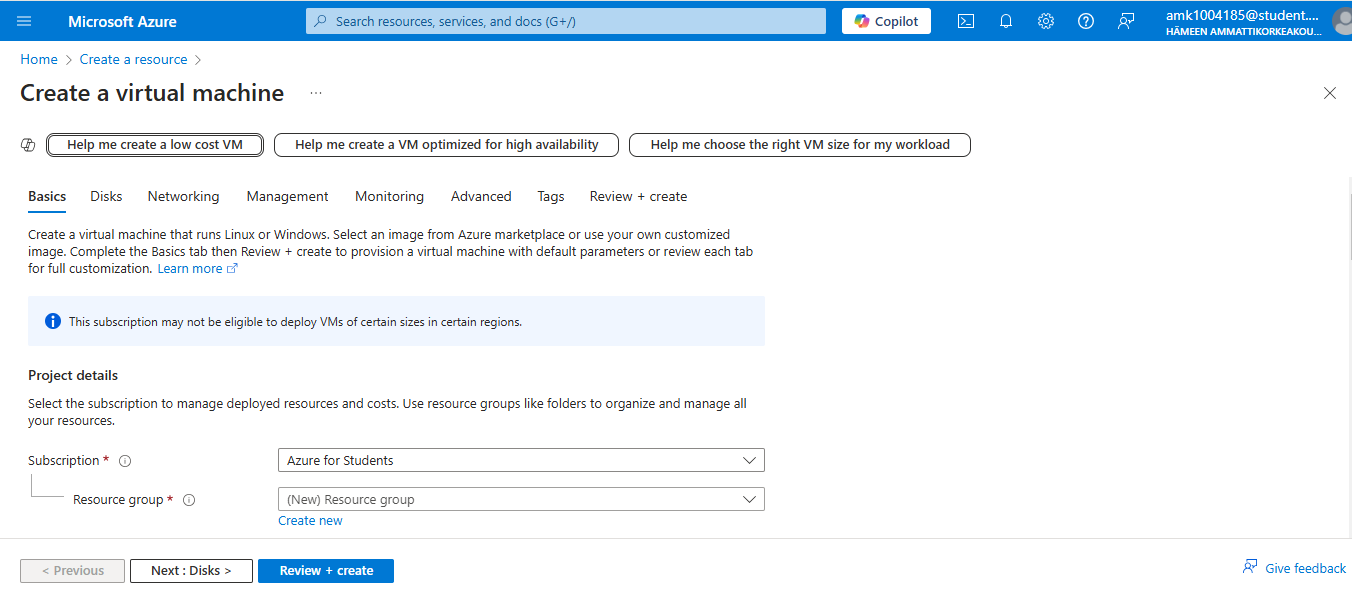 Microsoft Azure
Search resources, services, and docs (G+/)
Copilot
amk1004185@student....
HÄMEEN AMMATTIKORKEAKOU...
Home > Create a resource >
Create a virtual machine ...
Help me create a low cost VM
Help me create a VM optimized for high availability
Help me choose the right VM size for my workload
Basics Disks Networking Management Monitoring Advanced Tags Review + create
Create a virtual machine that runs Linux or Windows. Select an image from Azure marketplace or use your own customized
image. Complete the Basics tab then Review + create to provision a virtual machine with default parameters or review each tab
for full customization. Learn more
This subscription may not be eligible to deploy VMs of certain sizes in certain regions.
Project details
Select the subscription to manage deployed resources and costs. Use resource groups like folders to organize and manage all
your resources.
Subscription *
Azure for Students
Resource group *
(New) Resource group
Create new
< Previous
Next : Disks >
Review + create
Give feedback